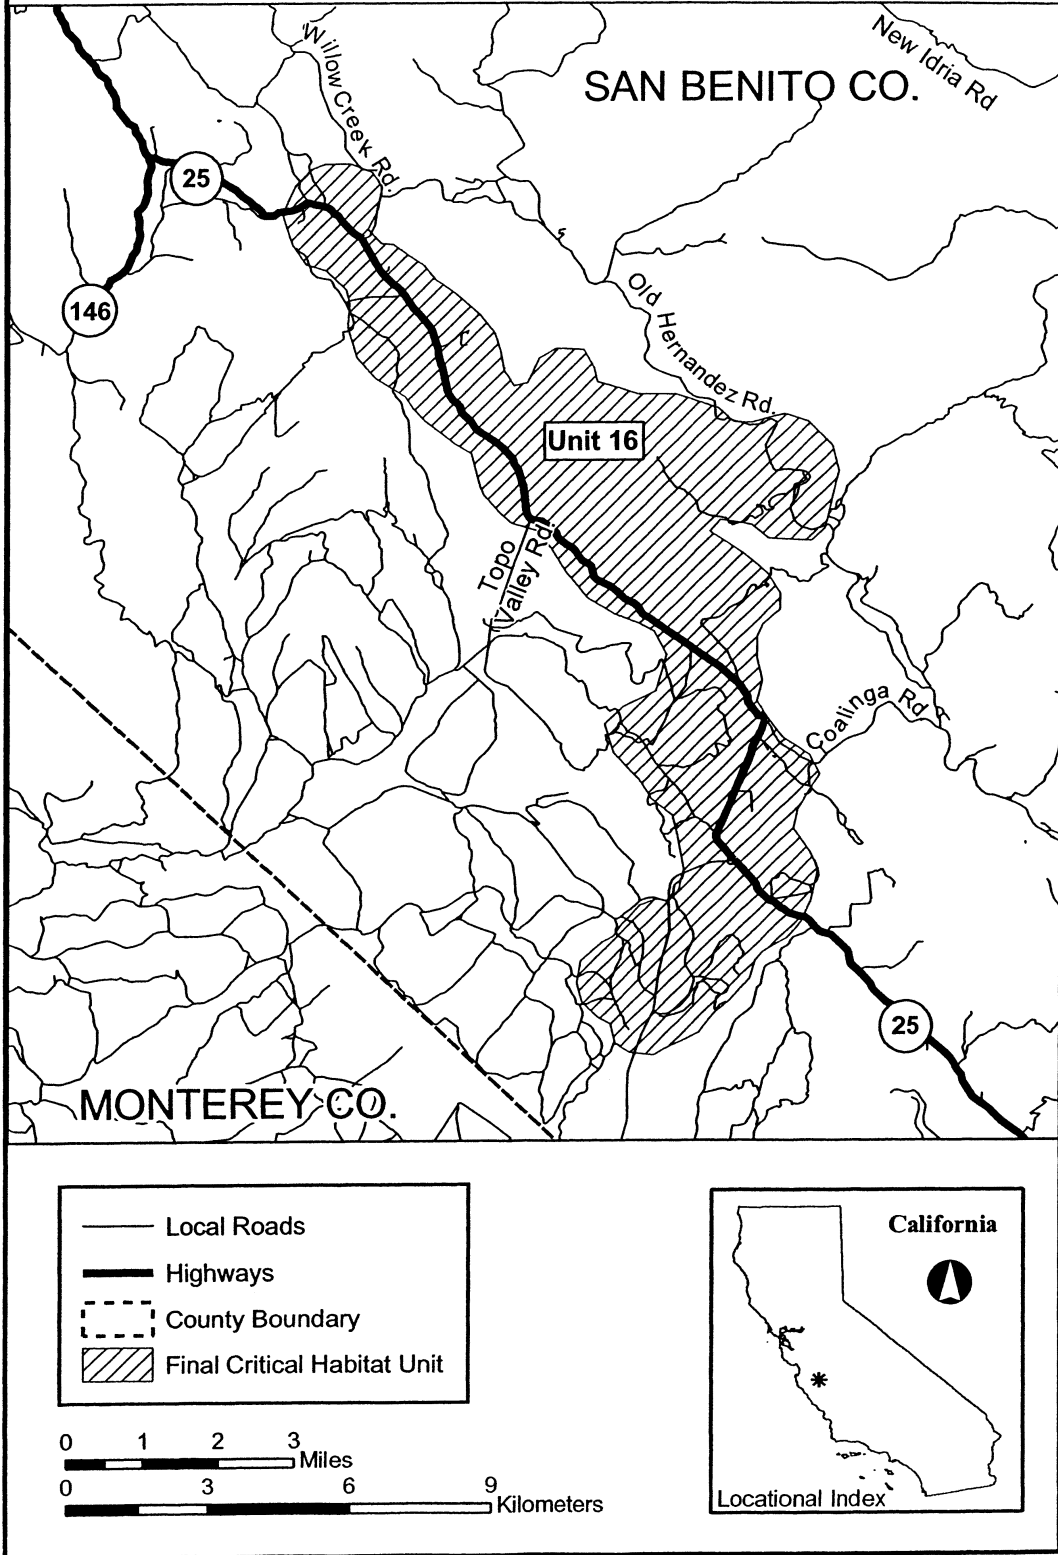 Willow Creek Rd.
New Idria Rd
SAN BENITO CO.
25
146
Old Hernandez Rd.
Unit 16
Topo
Valley Rd.
Coalinga Rd
25
MONTEREY CO.
Local Roads
Highways
County Boundary
Final Critical Habitat Unit
California
0 1 2 3
Miles
0 3 6 9
Kilometers
Locational Index